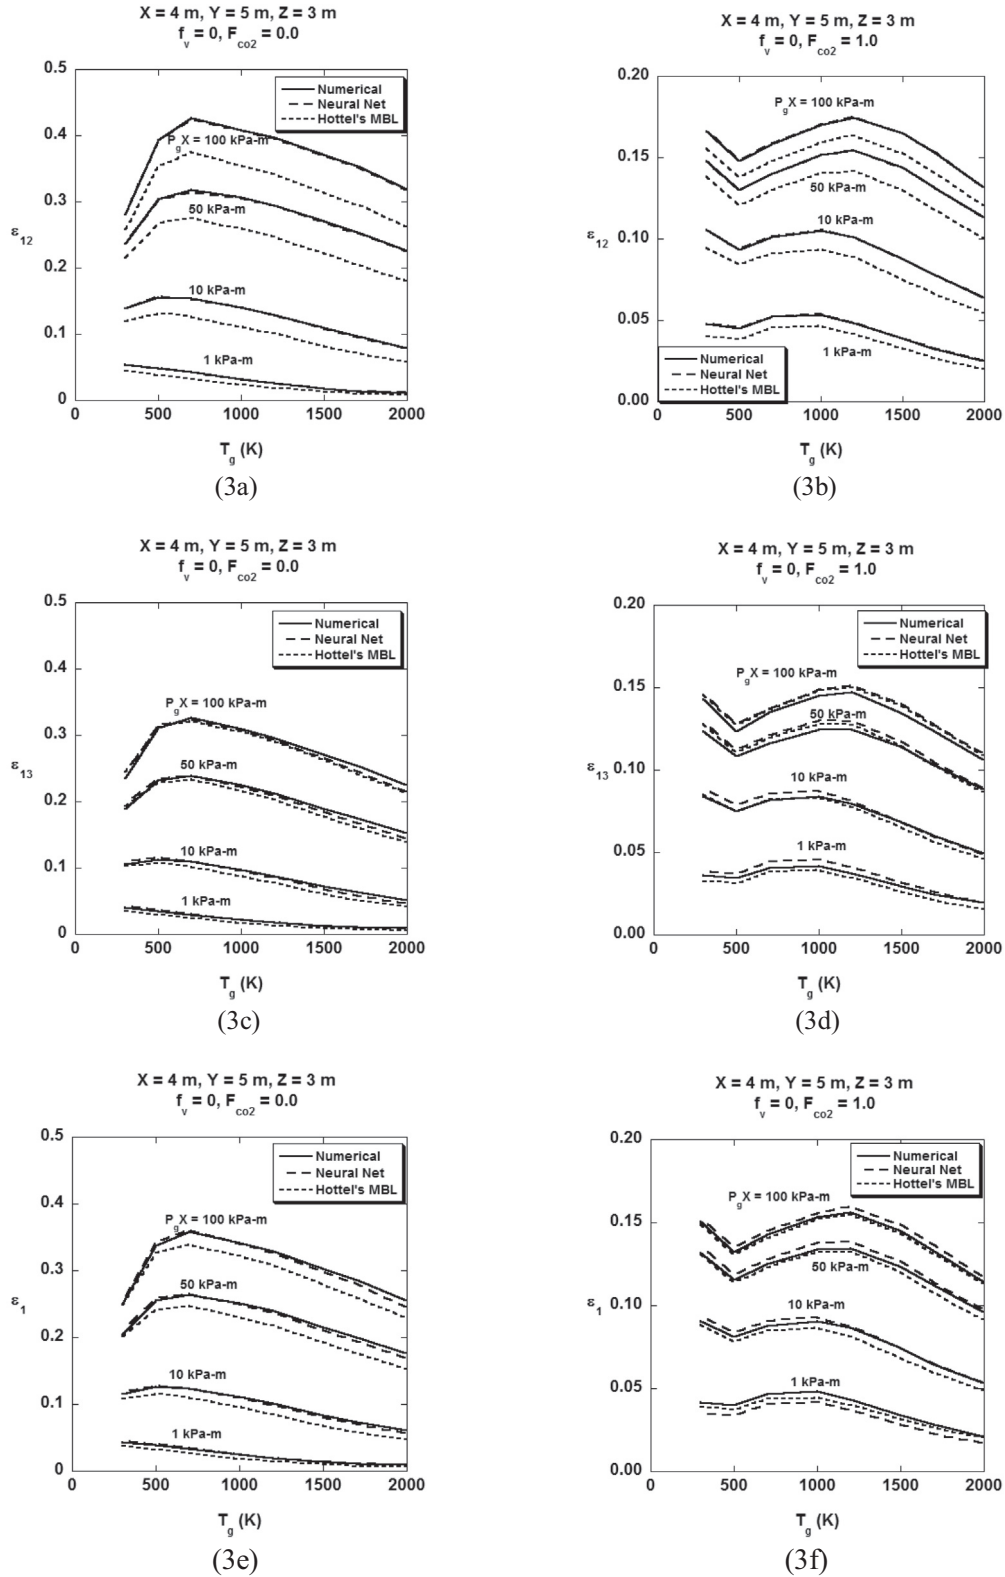 X = 4 m, Y = 5 m, Z = 3 m
f_v = 0, F_co2 = 0.0
0.5
0.4
0.3
0.2
0.1
0
ε_12
Numerical
Neural Net
Hottel's MBL
P_gX = 100 kPa-m
50 kPa-m
10 kPa-m
1 kPa-m
0 500 1000 1500 2000
T_g (K)
(3a)
X = 4 m, Y = 5 m, Z = 3 m
f_v = 0, F_co2 = 1.0
0.20
0.15
0.10
0.05
0.00
ε_12
P_gX = 100 kPa-m
50 kPa-m
10 kPa-m
1 kPa-m
Numerical
Neural Net
Hottel's MBL
0 500 1000 1500 2000
T_g (K)
(3b)
X = 4 m, Y = 5 m, Z = 3 m
f_v = 0, F_co2 = 0.0
0.5
0.4
0.3
0.2
0.1
0
ε_13
Numerical
Neural Net
Hottel's MBL
P_gX = 100 kPa-m
50 kPa-m
10 kPa-m
1 kPa-m
0 500 1000 1500 2000
T_g (K)
(3c)
X = 4 m, Y = 5 m, Z = 3 m
f_v = 0, F_co2 = 1.0
0.20
0.15
0.10
0.05
0.00
ε_13
Numerical
Neural Net
Hottel's MBL
P_gX = 100 kPa-m
50 kPa-m
10 kPa-m
1 kPa-m
0 500 1000 1500 2000
T_g (K)
(3d)
X = 4 m, Y = 5 m, Z = 3 m
f_v = 0, F_co2 = 0.0
0.5
0.4
0.3
0.2
0.1
0
ε_1
Numerical
Neural Net
Hottel's MBL
P_gX = 100 kPa-m
50 kPa-m
10 kPa-m
1 kPa-m
0 500 1000 1500 2000
T_g (K)
(3e)
X = 4 m, Y = 5 m, Z = 3 m
f_v = 0, F_co2 = 1.0
0.20
0.15
0.10
0.05
0.00
ε_1
Numerical
Neural Net
Hottel's MBL
P_gX = 100 kPa-m
50 kPa-m
10 kPa-m
1 kPa-m
0 500 1000 1500 2000
T_g (K)
(3f)